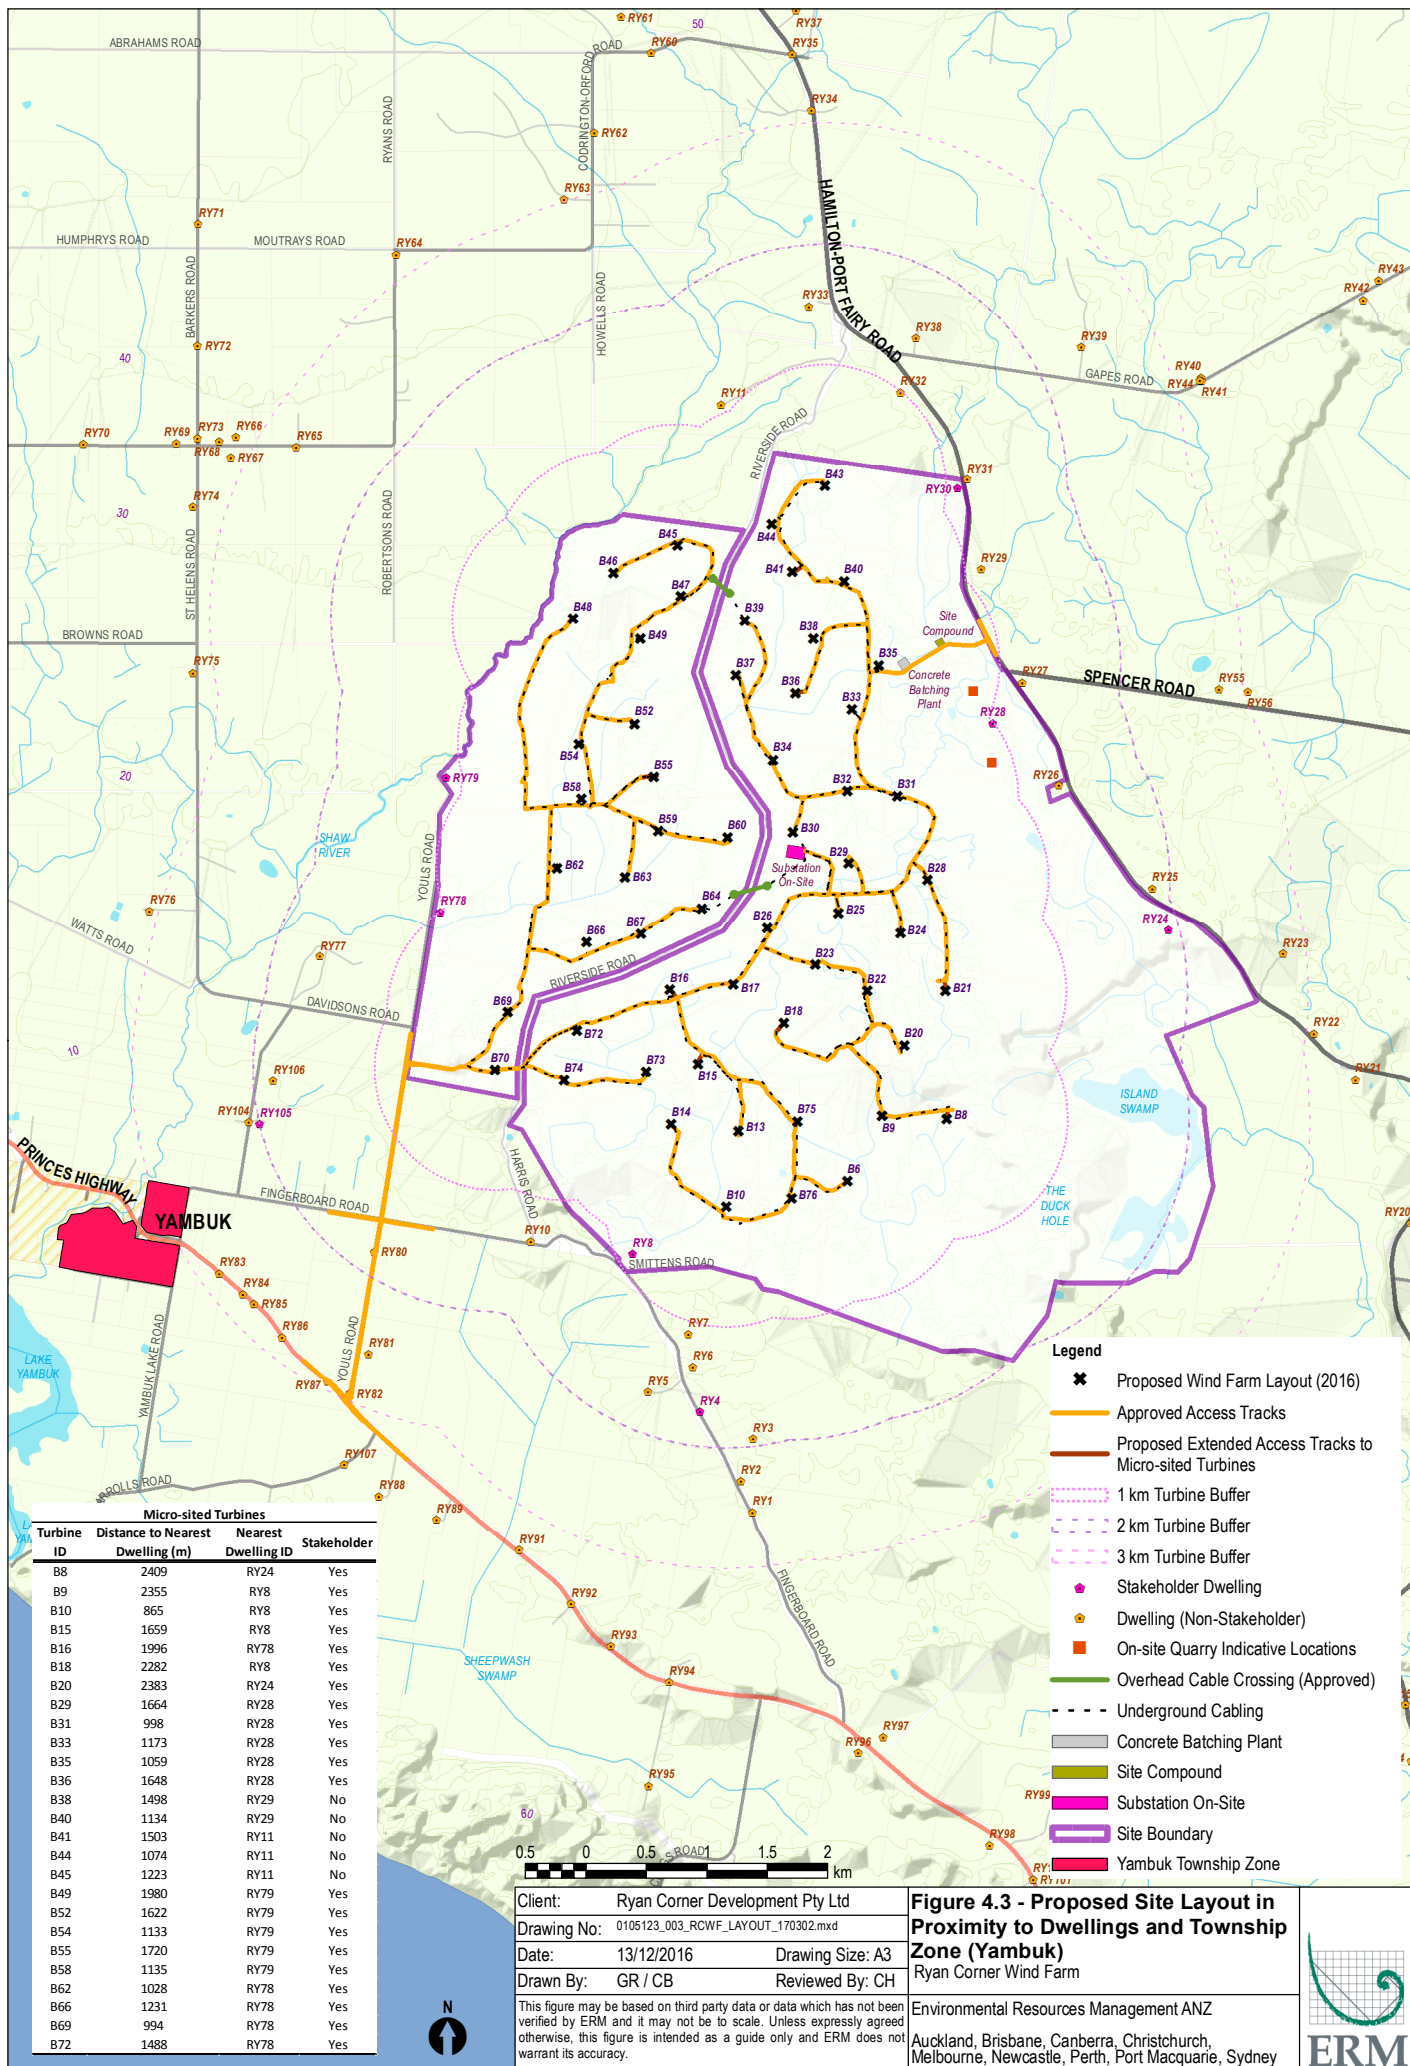 RY61
50
RY37
ABRAHAMS ROAD
RY60
ROAD
RY35
CODRINGTON-ORFORD
RYANS ROAD
RY34
RY62
RY63
HAMILTON-PORT FAIRY ROAD
RY71
HUMPHRYS ROAD
MOUTRAYS ROAD
RY64
BARKERS ROAD
HOWELLS ROAD
RY33
RY43
RY42
RY38
RY39
RY72
40
GAPES ROAD
RY40
RY44
RY41
RY32
RY11
RIVERSIDE ROAD
RY70
RY69
RY73
RY66
RY65
RY68
RY67
RY74
30
ROBERTSONS ROAD
ST HELENS ROAD
B43
RY31
RY30
B44
B45
B46
B41
B40
RY29
B47
B48
B39
B38
B49
Site
Compound
BROWNS ROAD
RY75
B37
B35
B36
Concrete
Batching
Plant
RY27
SPENCER ROAD
RY55
RY56
B33
RY28
B52
B54
B34
20
RY79
B55
B58
B32
B31
RY26
SHAW
RIVER
YOULS ROAD
B59
B60
B30
B29
B28
Substation
On-Site
B62
B63
RY76
RY78
RY25
RY24
WATTS ROAD
RY77
B64
B26
B25
B24
B66
B67
B23
RY23
RIVERSIDE ROAD
B16
B17
B22
B21
DAVIDSONS ROAD
B69
B18
RY22
B72
B20
10
B70
B74
B73
B15
RY21
RY106
RY104
RY105
ISLAND
SWAMP
B14
B13
B75
B9
B8
PRINCES HIGHWAY
HARRIS ROAD
FINGERBOARD ROAD
YAMBUK
B6
B10
B76
THE
DUCK
HOLE
RY20
RY10
RY8
SMITTENS ROAD
RY80
RY83
RY84
RY85
RY86
RY81
YOULS ROAD
RY7
RY6
RY5
RY87
RY82
LAKE
YAMBUK
YAMBUK LAKE ROAD
RY4
RY3
RY107
RY2
RY88
RY1
RY89
RY91
FINGERBOARD ROAD
RY92
RY93
SHEEPWASH
SWAMP
RY94
RY97
RY96
RY95
RY99
60
RY98
RY101
Legend
Proposed Wind Farm Layout (2016)
Approved Access Tracks
Proposed Extended Access Tracks to
Micro-sited Turbines
1 km Turbine Buffer
2 km Turbine Buffer
3 km Turbine Buffer
Stakeholder Dwelling
Dwelling (Non-Stakeholder)
On-site Quarry Indicative Locations
Overhead Cable Crossing (Approved)
Underground Cabling
Concrete Batching Plant
Site Compound
Substation On-Site
Site Boundary
Yambuk Township Zone
Micro-sited Turbines
Turbine ID Distance to Nearest Dwelling (m) Nearest Dwelling ID Stakeholder
B8 2409 RY24 Yes
B9 2355 RY8 Yes
B10 865 RY8 Yes
B15 1659 RY8 Yes
B16 1996 RY78 Yes
B18 2282 RY8 Yes
B20 2383 RY24 Yes
B29 1664 RY28 Yes
B31 998 RY28 Yes
B33 1173 RY28 Yes
B35 1059 RY28 Yes
B36 1648 RY28 Yes
B38 1498 RY29 No
B40 1134 RY29 No
B41 1503 RY11 No
B44 1074 RY11 No
B45 1223 RY11 No
B49 1980 RY79 Yes
B52 1622 RY79 Yes
B54 1133 RY79 Yes
B55 1720 RY79 Yes
B58 1135 RY79 Yes
B62 1028 RY78 Yes
B66 1231 RY78 Yes
B69 994 RY78 Yes
B72 1488 RY78 Yes
N
0.5 0 0.5 1 1.5 2
km
Client: Ryan Corner Development Pty Ltd
Drawing No: 0105123_003_RCWF_LAYOUT_170302.mxd
Date: 13/12/2016 Drawing Size: A3
Drawn By: GR / CB Reviewed By: CH
This figure may be based on third party data or data which has not been
verified by ERM and it may not be to scale. Unless expressly agreed
otherwise, this figure is intended as a guide only and ERM does not
warrant its accuracy.
Figure 4.3 - Proposed Site Layout in
Proximity to Dwellings and Township
Zone (Yambuk)
Ryan Corner Wind Farm
Environmental Resources Management ANZ
Auckland, Brisbane, Canberra, Christchurch,
Melbourne, Newcastle, Perth, Port Macquarie, Sydney
ERM